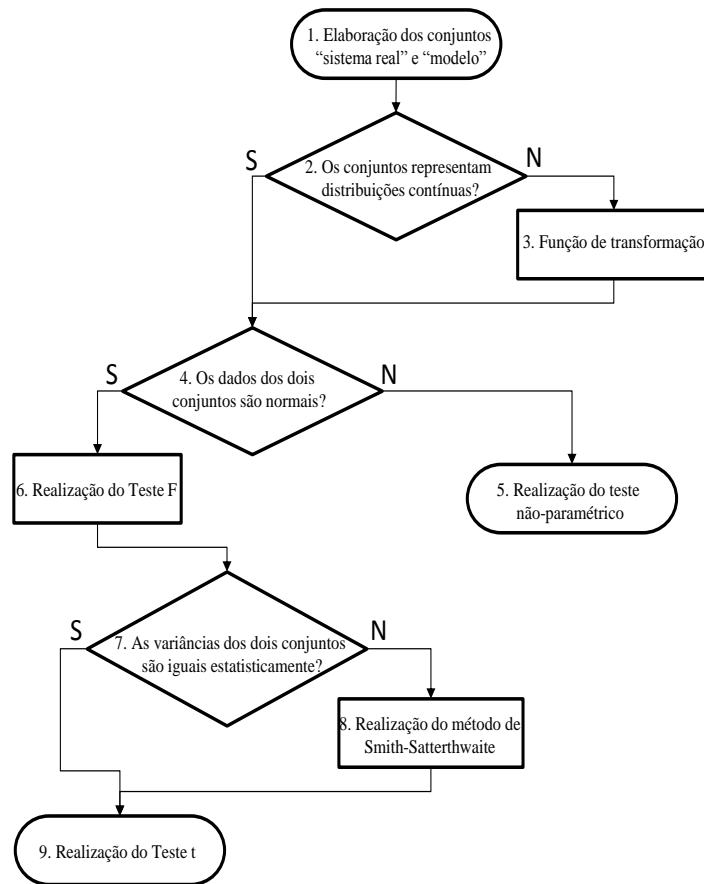 1. Elaboração dos conjuntos
“sistema real” e “modelo”
S
N
2. Os conjuntos representam
distribuições contínuas?
3. Função de transformação
S
N
4. Os dados dos dois
conjuntos são normais?
6. Realização do Teste F
5. Realização do teste
não-paramétrico
S
N
7. As variâncias dos dois conjuntos
são iguais estatisticamente?
8. Realização do método de
Smith-Satterthwaite
9. Realização do Teste t